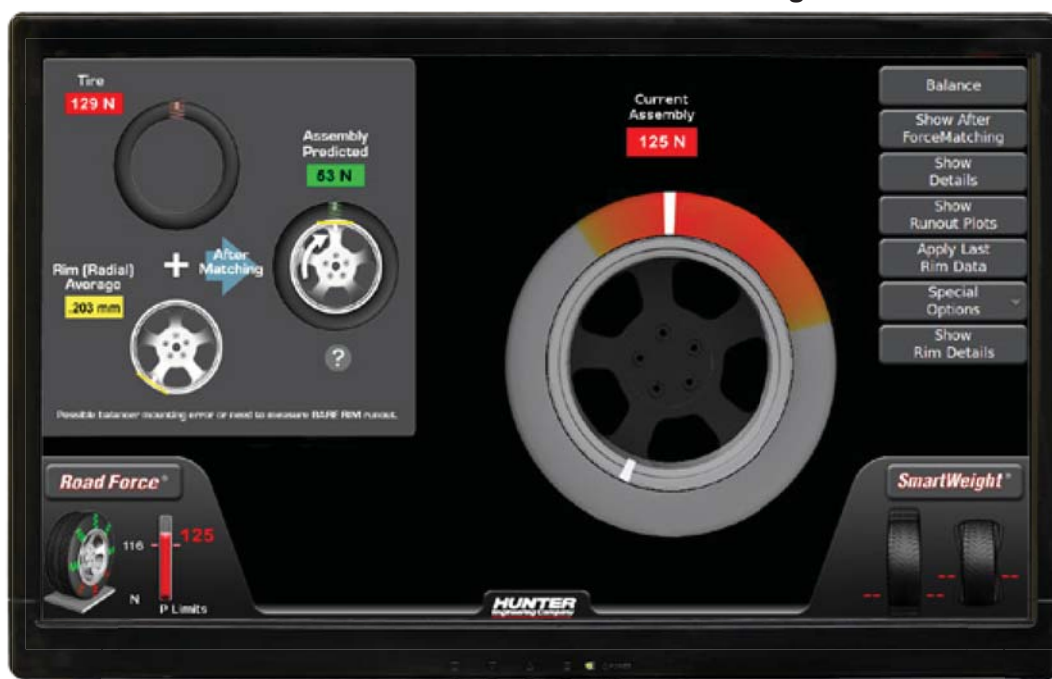 Tire
129 N
Assembly
Predicted
53 N
Rim (Radial)
Average
.203 mm
+
After
Matching
?
Possible balancer mounting error or need to measure BARE RIM runout.
Current
Assembly
125 N
Balance
Show After
ForceMatching
Show
Details
Show
Runout Plots
Apply Last
Rim Data
Special
Options
Show
Rim Details
Road Force®
116
125
N
P Limits
HUNTER
Engineering Company
SmartWeight®
-- --
-- --